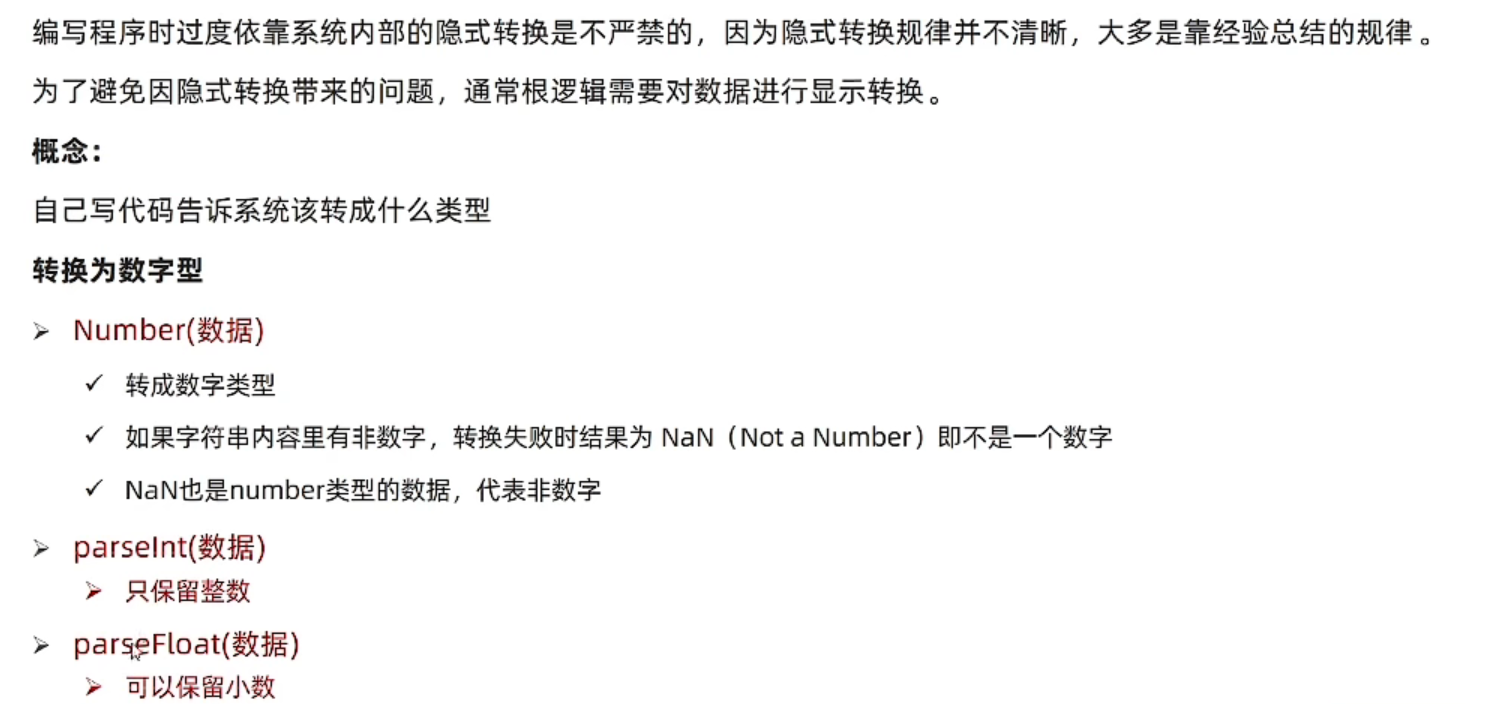 编写程序时过度依靠系统内部的隐式转换是不严禁的，因为隐式转换规律并不清晰，大多是靠经验总结的规律。
为了避免因隐式转换带来的问题，通常根逻辑需要对数据进行显示转换。
概念：
自己写代码告诉系统该转成什么类型
转换为数字型
Number(数据)
转成数字类型
如果字符串内容里有非数字，转换失败时结果为 NaN（Not a Number）即不是一个数字
NaN也是number类型的数据，代表非数字
parseInt(数据)
只保留整数
parseFloat(数据)
可以保留小数